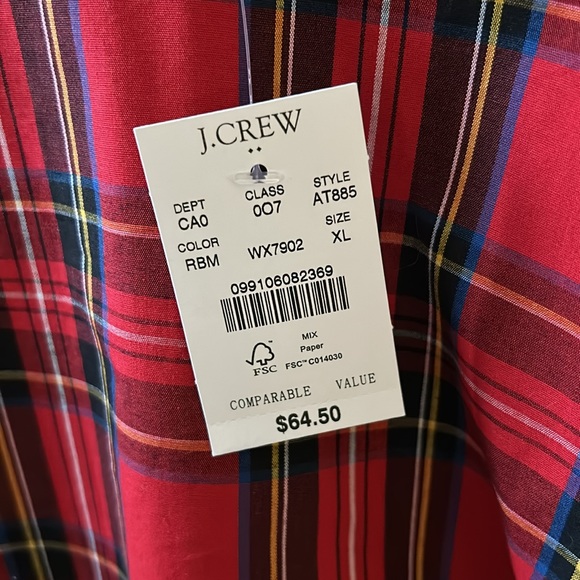 J.CREW
DEPT CLASS STYLE
CA0 007 AT885
COLOR SIZE
RBM WX7902 XL
099106082369
MIX
Paper
FSC FSC™ C014030
COMPARABLE VALUE
$64.50